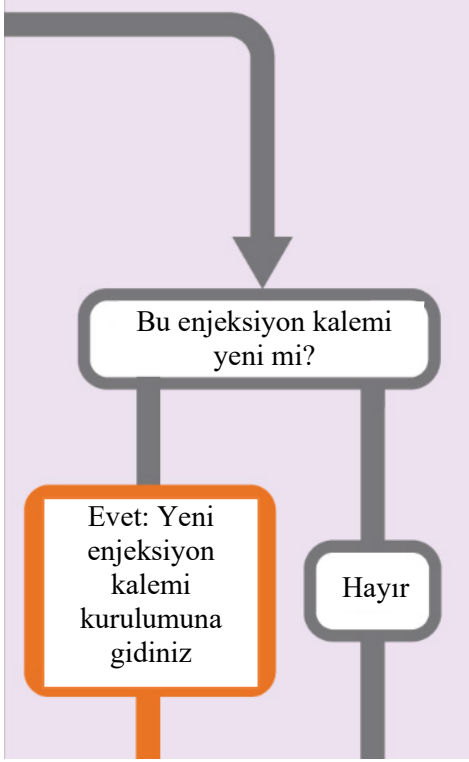 Bu enjeksiyon kalemi
yeni mi?
Evet: Yeni
enjeksiyon
kalemi
kurulumuna
gidiniz
Hayır